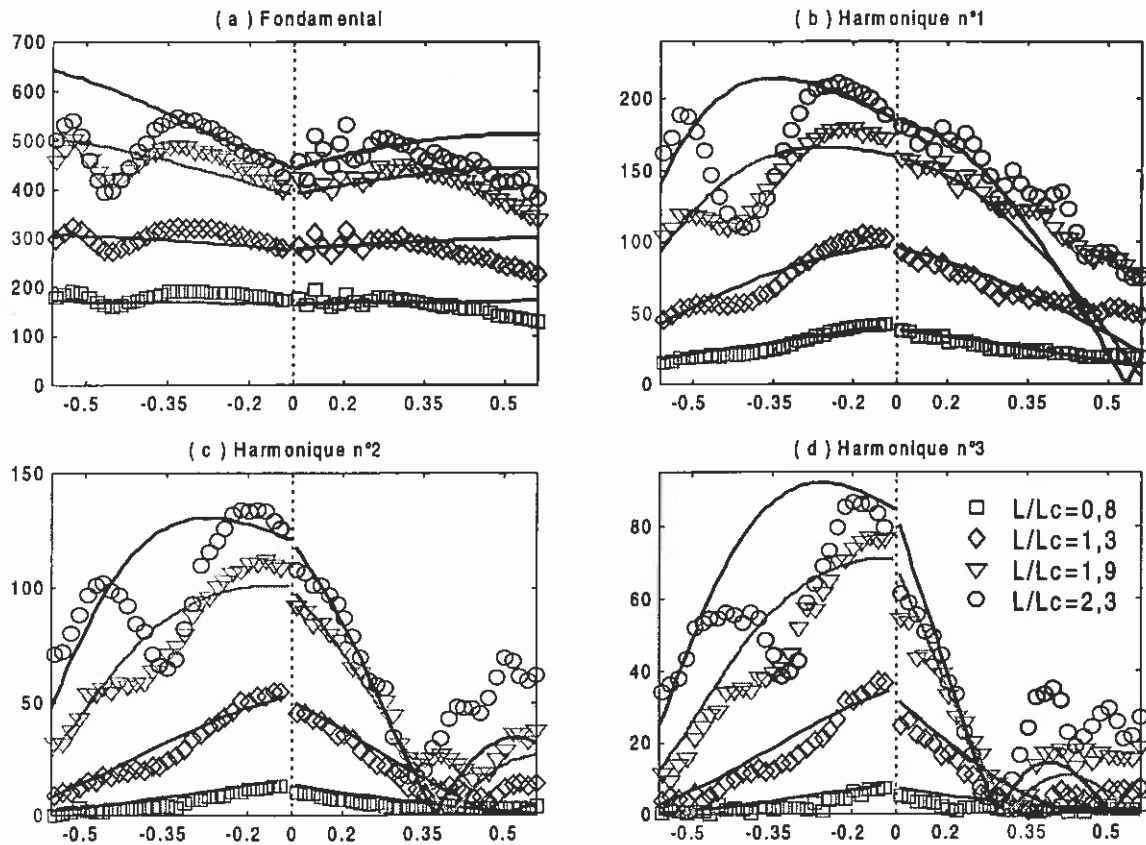 ( a ) Fondamental
700
600
500
400
300
200
100
0
-0.5 -0.35 -0.2 0 0.2 0.35 0.5
( b ) Harmonique n°1
200
150
100
50
0
-0.5 -0.35 -0.2 0 0.2 0.35 0.5
( c ) Harmonique n°2
150
100
50
0
-0.5 -0.35 -0.2 0 0.2 0.35 0.5
( d ) Harmonique n°3
80
60
40
20
0
-0.5 -0.35 -0.2 0 0.2 0.35 0.5
L/Lc=0,8
L/Lc=1,3
L/Lc=1,9
L/Lc=2,3